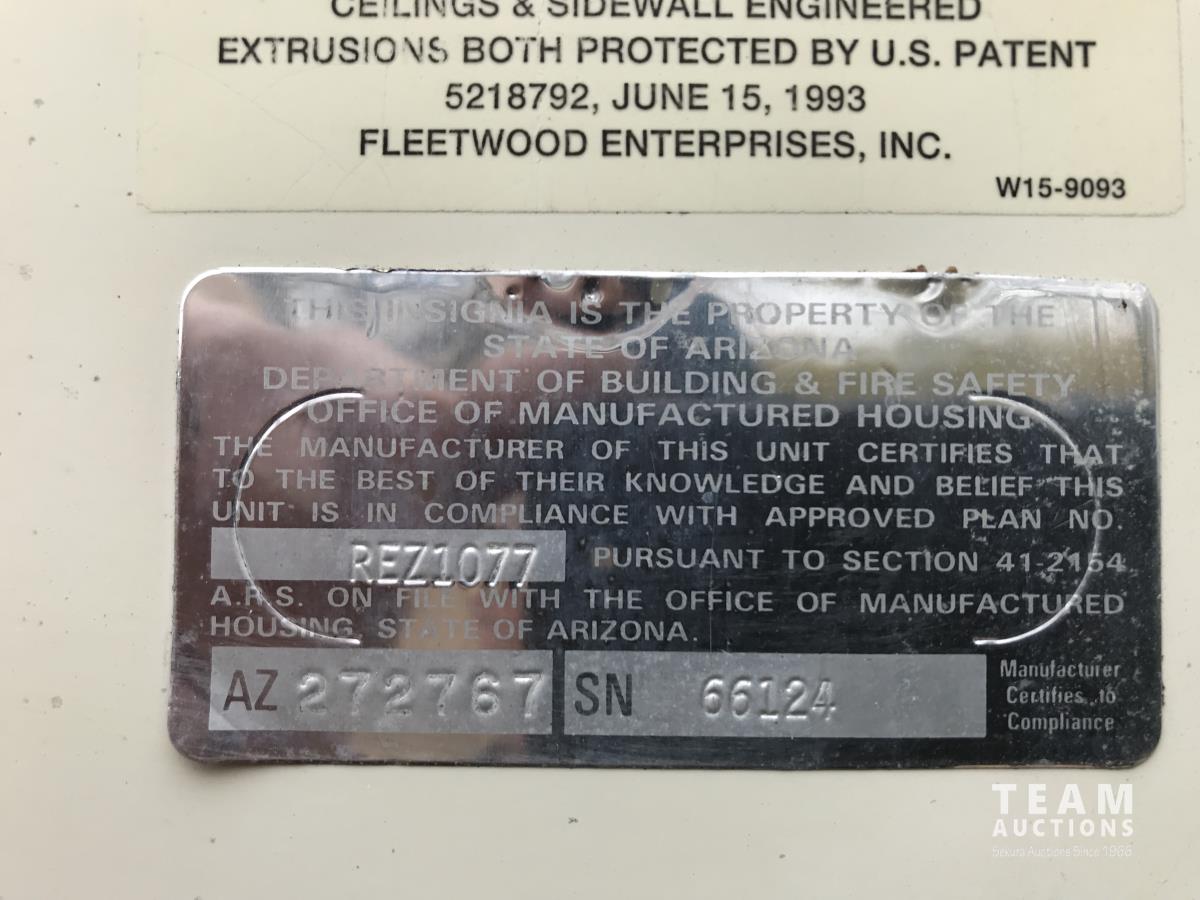 CEILINGS & SIDEWALL ENGINEERED
EXTRUSIONS BOTH PROTECTED BY U.S. PATENT
5218792, JUNE 15, 1993
FLEETWOOD ENTERPRISES, INC.
W15-9093
THIS INSIGNIA IS THE PROPERTY OF THE
STATE OF ARIZONA
DEPARTMENT OF BUILDING & FIRE SAFETY
OFFICE OF MANUFACTURED HOUSING
THE MANUFACTURER OF THIS UNIT CERTIFIES THAT
TO THE BEST OF THEIR KNOWLEDGE AND BELIEF THIS
UNIT IS IN COMPLIANCE WITH APPROVED PLAN NO.
REZ1077 PURSUANT TO SECTION 41-2154
A.R.S. ON FILE WITH THE OFFICE OF MANUFACTURED
HOUSING STATE OF ARIZONA.
AZ 272767 SN 66124
Manufacturer
Certifies to
Compliance
TEAM
AUCTIONS
Sekura Auctions Since 1966